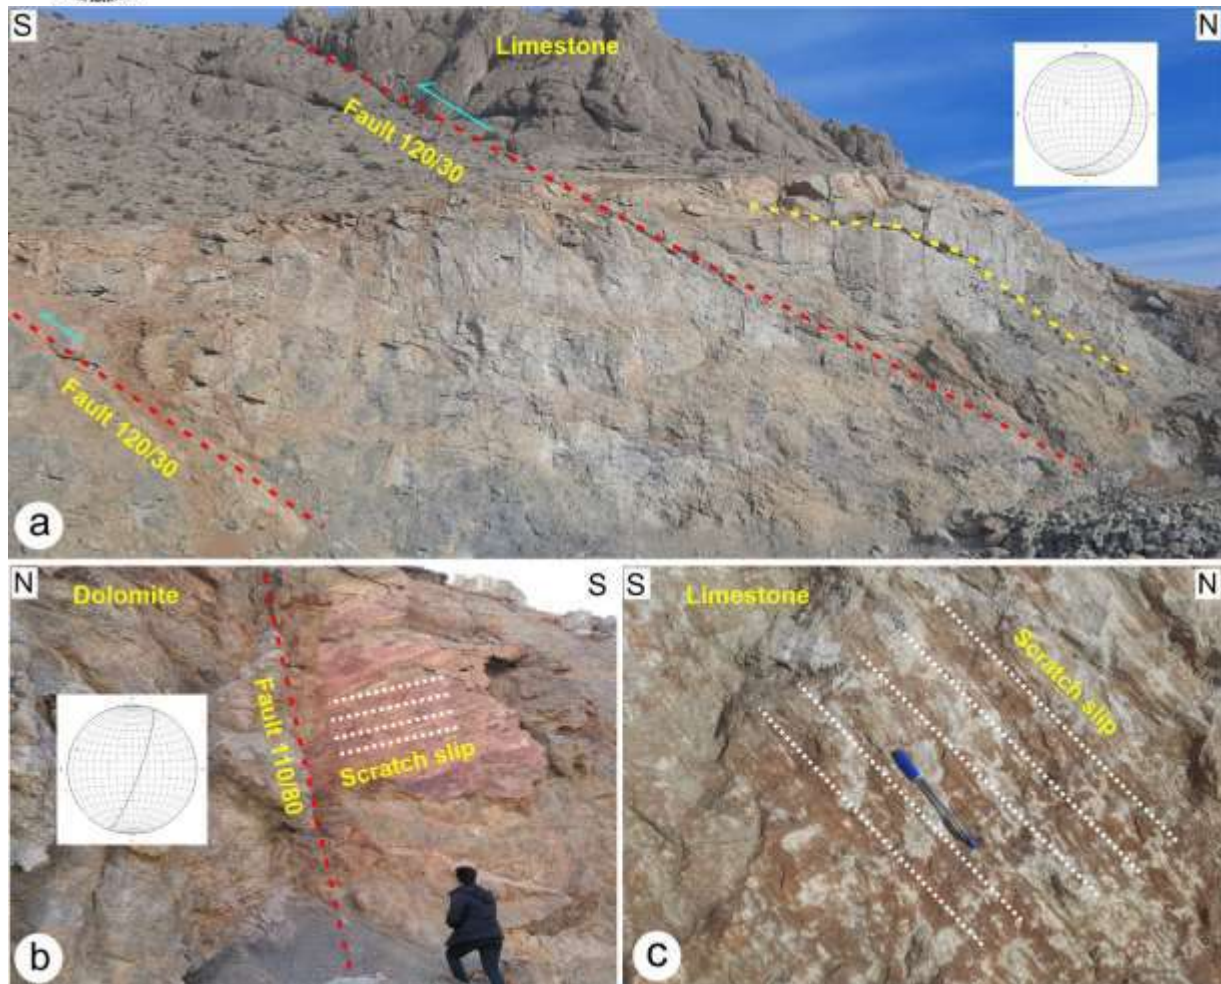 S
N
Limestone
Fault 120/30
Fault 120/30
a
N
Dolomite
S
Fault 110/80
Scratch slip
b
S
Limestone
N
Scratch slip
c